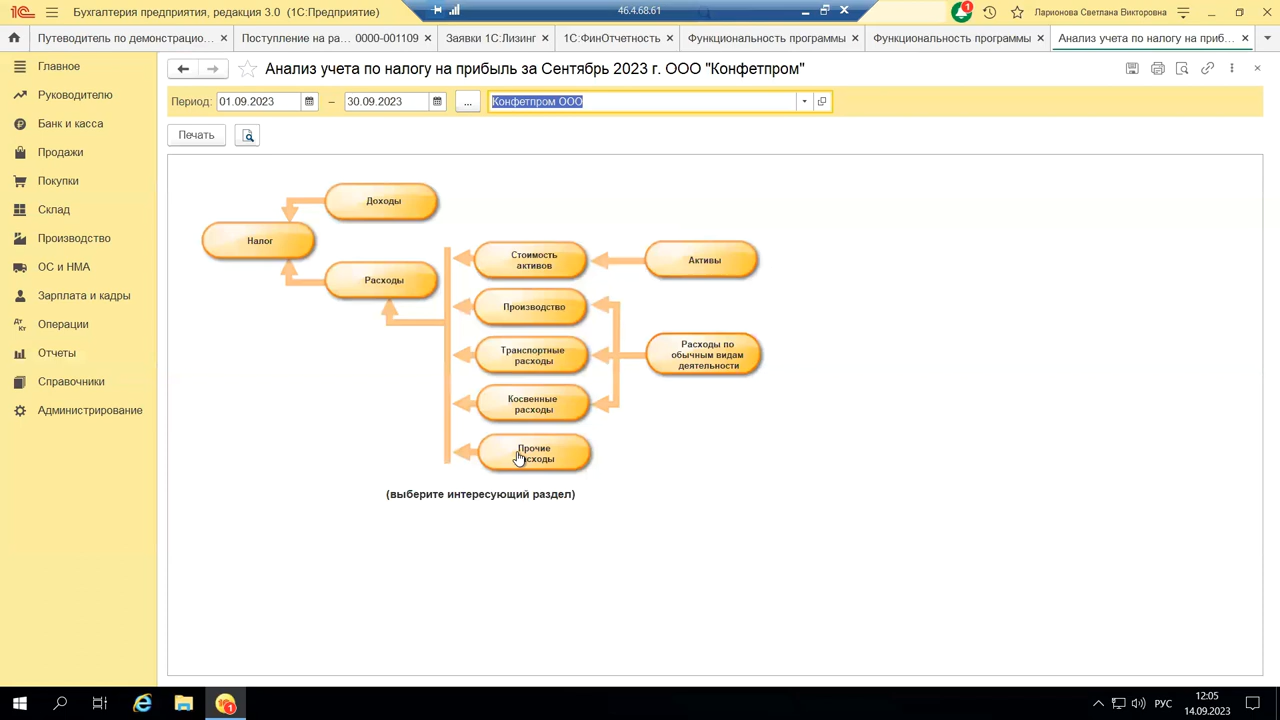 Бухгалтерия предприятия, редакция 3.0 (1С:Предприятие)
46.4.68.61
1
Ларионова Светлана Викторовна
Путеводитель по демонстрацио...
Поступление на ра... 0000-001109
Заявки 1С:Лизинг
1С:ФинОтчетность
Функциональность программы
Функциональность программы
Анализ учета по налогу на приб...
Главное
Руководителю
Банк и касса
Продажи
Покупки
Склад
Производство
ОС и НМА
Зарплата и кадры
Дт
Кт
Операции
Отчеты
Справочники
Администрирование
Анализ учета по налогу на прибыль за Сентябрь 2023 г. ООО "Конфетпром"
Период: 01.09.2023 – 30.09.2023 ... Конфетпром ООО
Печать
Доходы
Налог
Расходы
Стоимость
активов
Активы
Производство
Транспортные
расходы
Расходы по
обычным видам
деятельности
Косвенные
расходы
Прочие
(выберите интересующий раздел)
1
РУС
12:05
14.09.2023